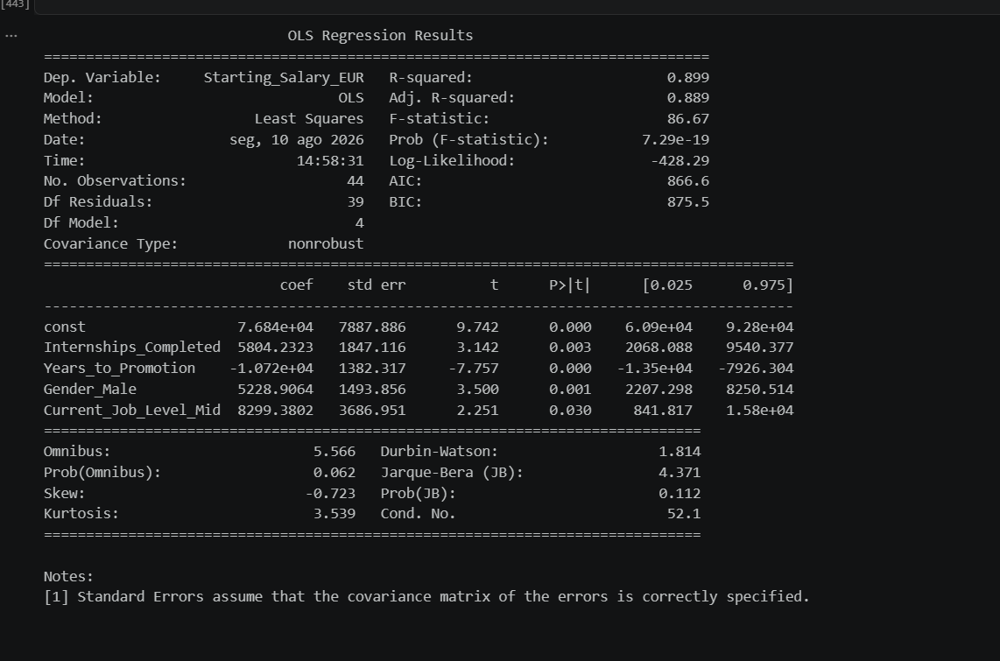 [443]
...
OLS Regression Results
==============================================================================
Dep. Variable: Starting_Salary_EUR R-squared: 0.899
Model: OLS Adj. R-squared: 0.889
Method: Least Squares F-statistic: 86.67
Date: seg, 10 ago 2026 Prob (F-statistic): 7.29e-19
Time: 14:58:31 Log-Likelihood: -428.29
No. Observations: 44 AIC: 866.6
Df Residuals: 39 BIC: 875.5
Df Model: 4
Covariance Type: nonrobust
=========================================================================================
coef std err t P>|t| [0.025 0.975]
-----------------------------------------------------------------------------------------
const 7.684e+04 7887.886 9.742 0.000 6.09e+04 9.28e+04
Internships_Completed 5804.2323 1847.116 3.142 0.003 2068.088 9540.377
Years_to_Promotion -1.072e+04 1382.317 -7.757 0.000 -1.35e+04 -7926.304
Gender_Male 5228.9064 1493.856 3.500 0.001 2207.298 8250.514
Current_Job_Level_Mid 8299.3802 3686.951 2.251 0.030 841.817 1.58e+04
==============================================================================
Omnibus: 5.566 Durbin-Watson: 1.814
Prob(Omnibus): 0.062 Jarque-Bera (JB): 4.371
Skew: -0.723 Prob(JB): 0.112
Kurtosis: 3.539 Cond. No. 52.1
==============================================================================
Notes:
[1] Standard Errors assume that the covariance matrix of the errors is correctly specified.